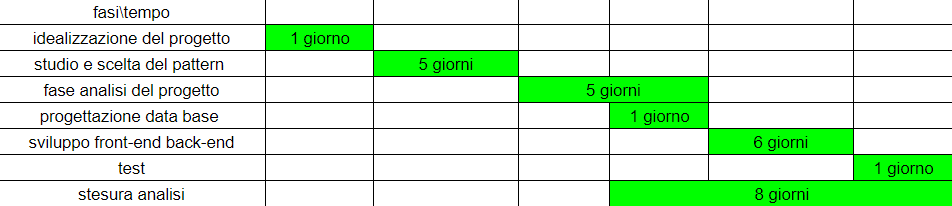 fasi\tempo
idealizzazione del progetto 1 giorno
studio e scelta del pattern 5 giorni
fase analisi del progetto 5 giorni
progettazione data base 1 giorno
sviluppo front-end back-end 6 giorni
test 1 giorno
stesura analisi 8 giorni